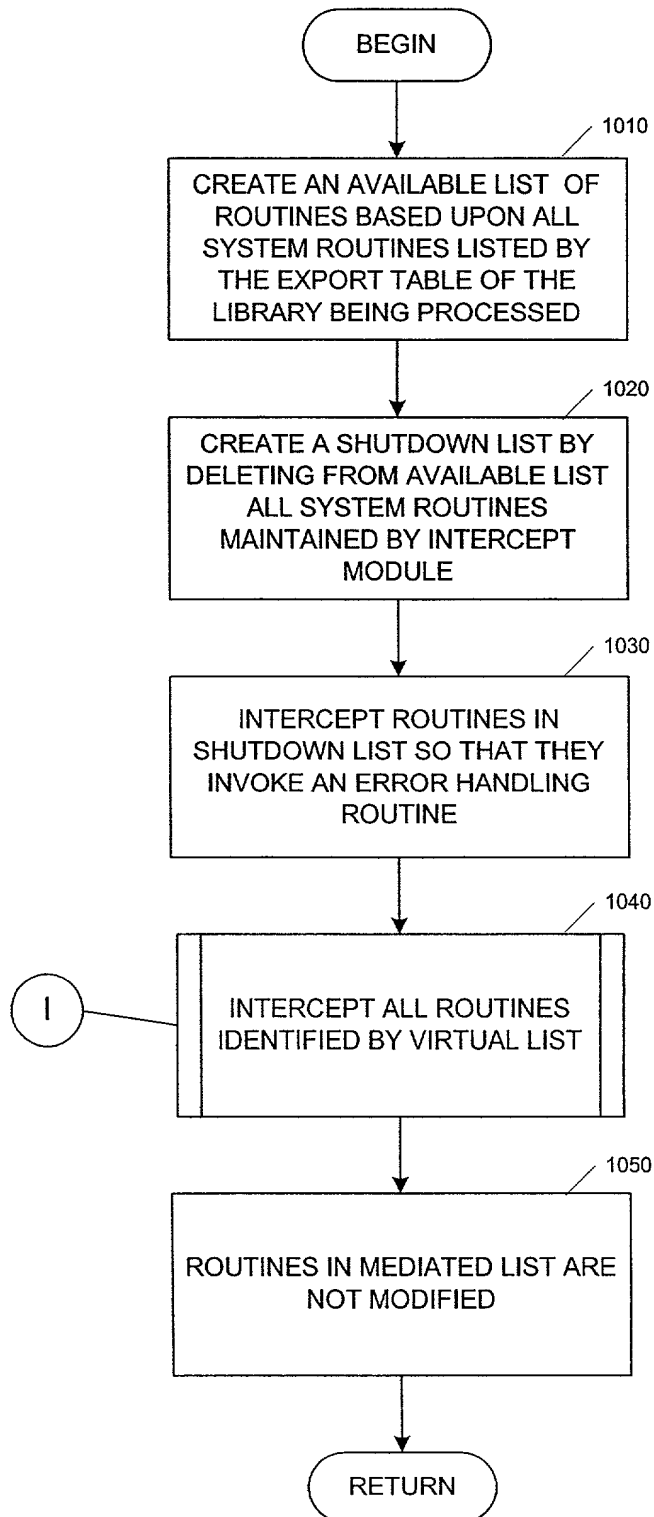 BEGIN
1010
CREATE AN AVAILABLE LIST OF
ROUTINES BASED UPON ALL
SYSTEM ROUTINES LISTED BY
THE EXPORT TABLE OF THE
LIBRARY BEING PROCESSED
1020
CREATE A SHUTDOWN LIST BY
DELETING FROM AVAILABLE LIST
ALL SYSTEM ROUTINES
MAINTAINED BY INTERCEPT
MODULE
1030
INTERCEPT ROUTINES IN
SHUTDOWN LIST SO THAT THEY
INVOKE AN ERROR HANDLING
ROUTINE
1040
I
INTERCEPT ALL ROUTINES
IDENTIFIED BY VIRTUAL LIST
1050
ROUTINES IN MEDIATED LIST ARE
NOT MODIFIED
RETURN